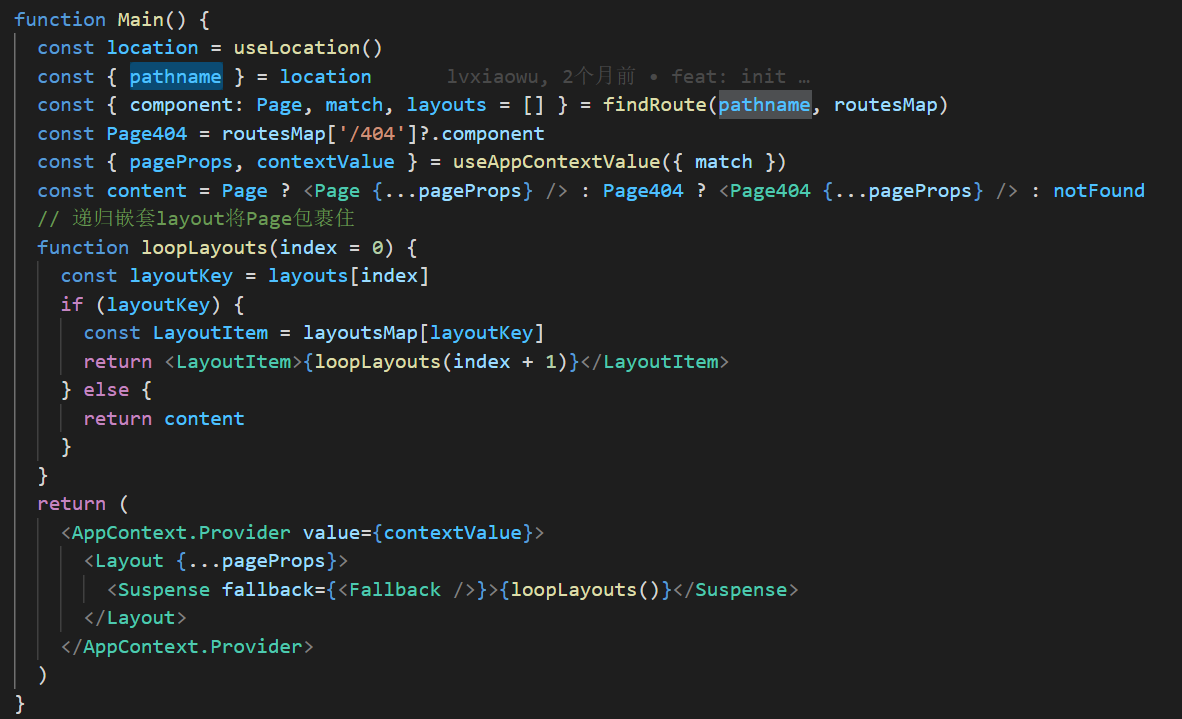 function Main() {
  const location = useLocation()
  const { pathname } = location      lvxiaowu, 2个月前 • feat: init …
  const { component: Page, match, layouts = [] } = findRoute(pathname, routesMap)
  const Page404 = routesMap['/404']?.component
  const { pageProps, contextValue } = useAppContextValue({ match })
  const content = Page ? <Page {...pageProps} /> : Page404 ? <Page404 {...pageProps} /> : notFound
  // 递归嵌套layout将Page包裹住
  function loopLayouts(index = 0) {
    const layoutKey = layouts[index]
    if (layoutKey) {
      const LayoutItem = layoutsMap[layoutKey]
      return <LayoutItem>{loopLayouts(index + 1)}</LayoutItem>
    } else {
      return content
    }
  }
  return (
    <AppContext.Provider value={contextValue}>
      <Layout {...pageProps}>
        <Suspense fallback={<Fallback />}>{loopLayouts()}</Suspense>
      </Layout>
    </AppContext.Provider>
  )
}